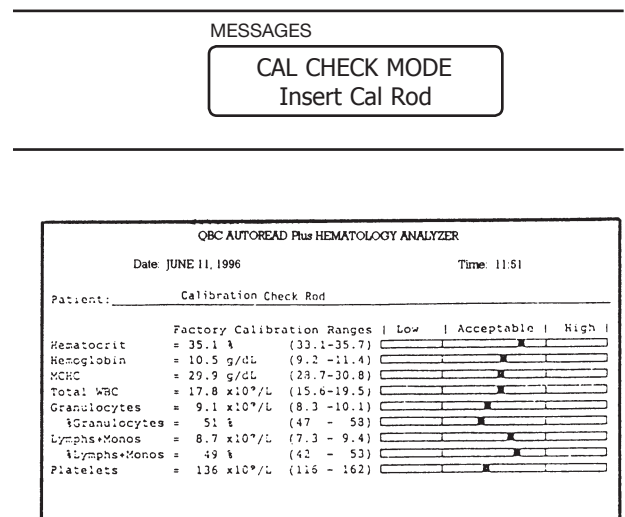 MESSAGES
CAL CHECK MODE
Insert Cal Rod
QBC AUTOREAD Plus HEMATOLOGY ANALYZER
Date: JUNE 11, 1996 Time: 11:51
Patient: Calibration Check Rod
Factory Calibration Ranges | Low | Acceptable | High |
Hematocrit = 35.1 % (33.1-35.7)
Hemoglobin = 10.5 g/dL (9.2 -11.4)
MCHC = 29.9 g/dL (28.7-30.8)
Total WBC = 17.8 x10⁹/L (15.6-19.5)
Granulocytes = 9.1 x10⁹/L (8.3 -10.1)
%Granulocytes = 51 % (47 - 58)
Lymphs+Monos = 8.7 x10⁹/L (7.3 - 9.4)
%Lymphs+Monos = 49 % (42 - 53)
Platelets = 136 x10⁹/L (116 - 162)